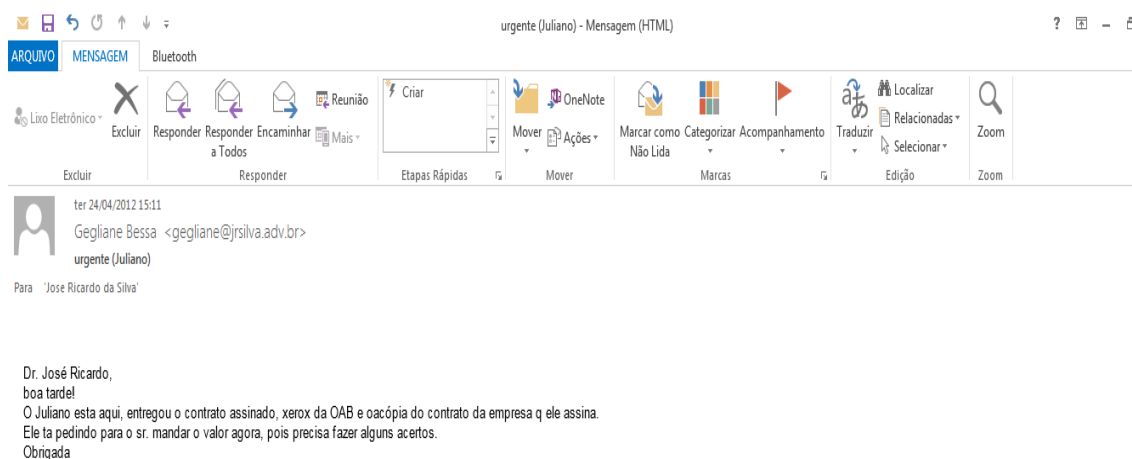 urgente (Juliano) - Mensagem (HTML)
ARQUIVO MENSAGEM Bluetooth
Lixo Eletrônico
Excluir
Responder
Responder a Todos
Encaminhar
Reunião
Mais
Criar
Mover
OneNote
Ações
Marcar como Não Lida
Categorizar
Acompanhamento
Traduzir
Localizar
Relacionadas
Selecionar
Zoom
Excluir Responder Etapas Rápidas Mover Marcas Edição Zoom
ter 24/04/2012 15:11
Gegliane Bessa <gegliane@jrsilva.adv.br>
urgente (Juliano)
Para 'Jose Ricardo da Silva'
Dr. José Ricardo,
boa tarde!
O Juliano esta aqui, entregou o contrato assinado, xerox da OAB e oacópia do contrato da empresa q ele assina.
Ele ta pedindo para o sr. mandar o valor agora, pois precisa fazer alguns acertos.
Obrigada